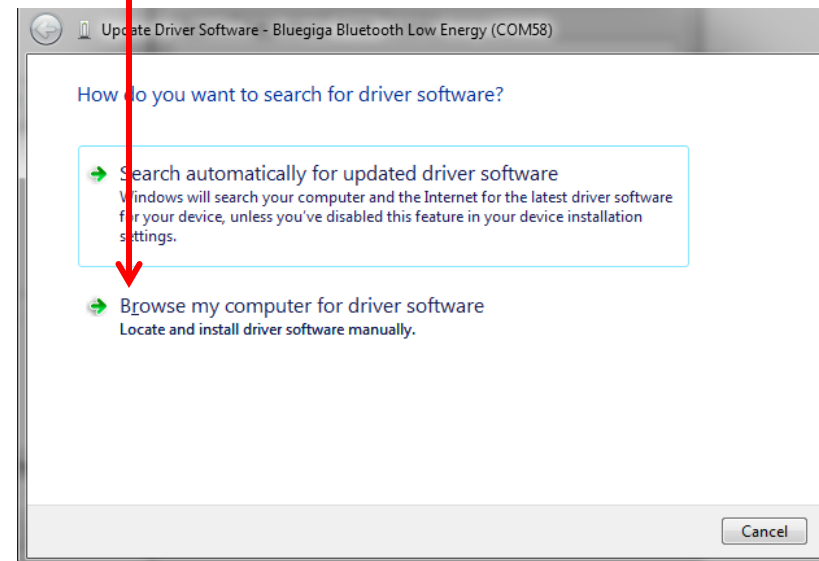 Update Driver Software - Bluegiga Bluetooth Low Energy (COM58)
How do you want to search for driver software?
Search automatically for updated driver software
Windows will search your computer and the Internet for the latest driver software
for your device, unless you've disabled this feature in your device installation
settings.
Browse my computer for driver software
Locate and install driver software manually.
Cancel